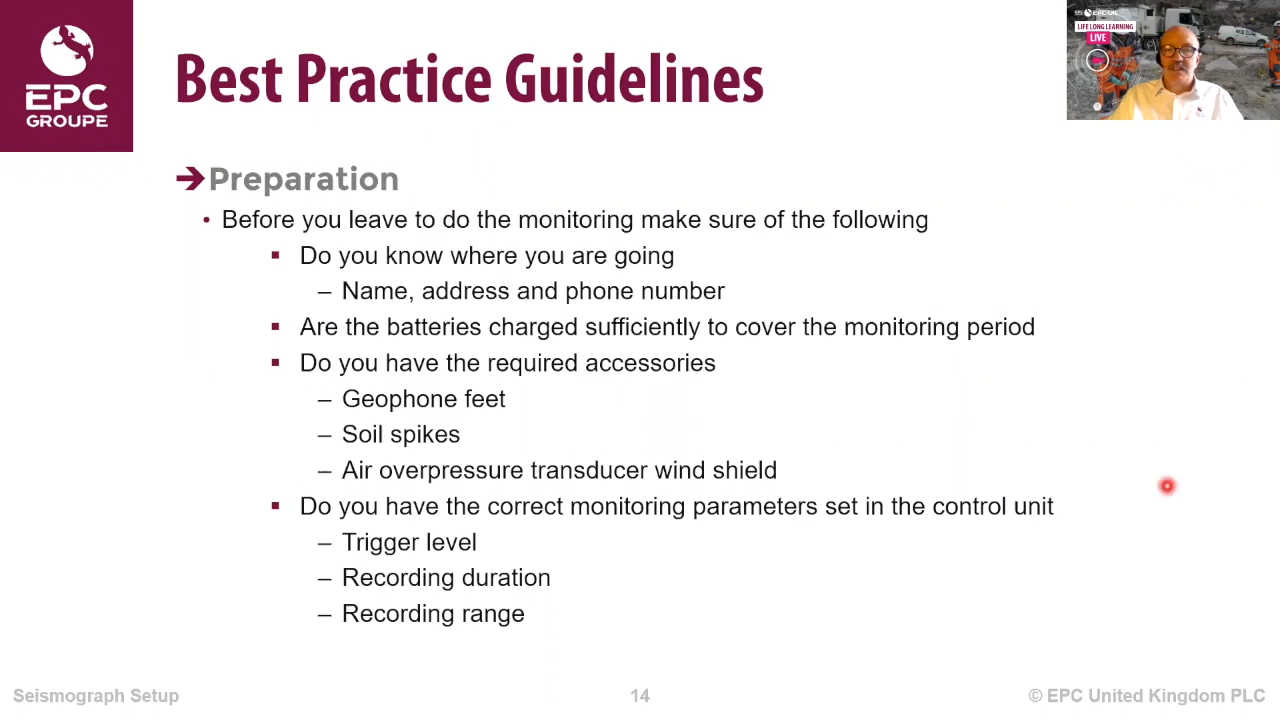 EPC
GROUPE
Best Practice Guidelines
EPC-UK
LIFE LONG LEARNING
LIVE
➔Preparation
• Before you leave to do the monitoring make sure of the following
▪ Do you know where you are going
– Name, address and phone number
▪ Are the batteries charged sufficiently to cover the monitoring period
▪ Do you have the required accessories
– Geophone feet
– Soil spikes
– Air overpressure transducer wind shield
▪ Do you have the correct monitoring parameters set in the control unit
– Trigger level
– Recording duration
– Recording range
Seismograph Setup
14
© EPC United Kingdom PLC